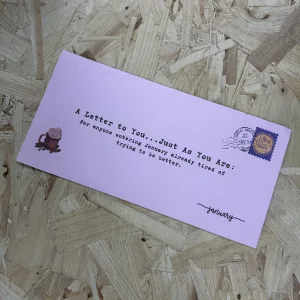 A Letter to You...Just As You Are:
For anyone entering January already tired of
trying to be better.
January